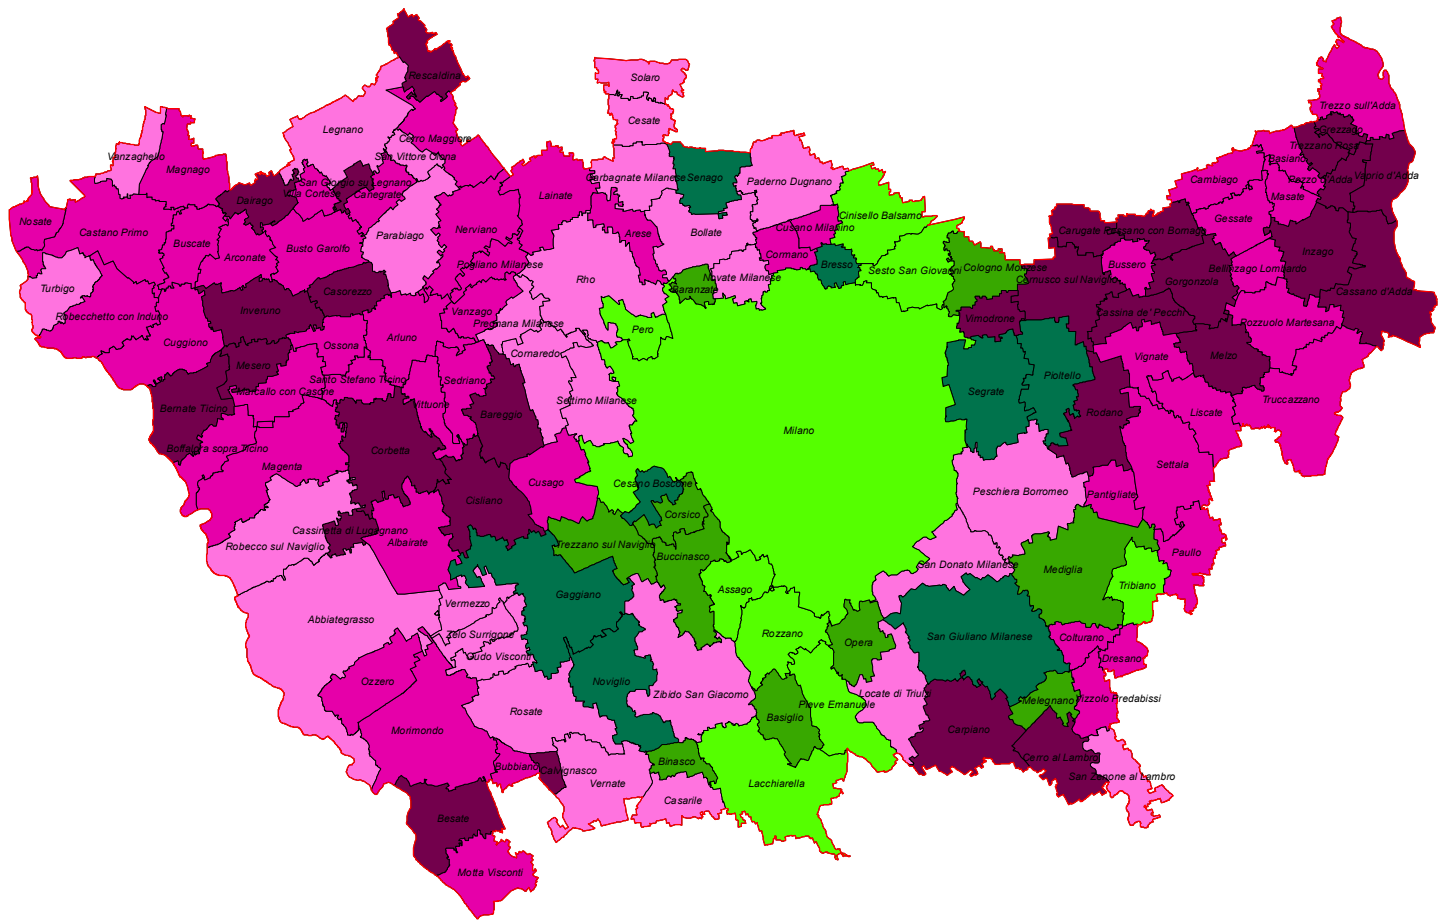 Rescaldina
Solaro
Trezzo sull'Adda
Cesate
Legnano
Grezzago
Cerro Maggiore
Trezzano Rosa
Vanzaghello
San Vittore Olona
Basiano
Magnago
Garbagnate Milanese
Senago
Paderno Dugnano
Cambiago
Pozzo d'Adda
Vaprio d'Adda
San Giorgio su Legnano
Villa Cortese
Canegrate
Lainate
Masate
Dairago
Nosate
Castano Primo
Cinisello Balsamo
Gessate
Buscate
Busto Garolfo
Parabiago
Nerviano
Arese
Bollate
Cusano Milanino
Carugate
Pessano con Bornago
Arconate
Cormano
Inzago
Pogliano Milanese
Bresso
Sesto San Giovanni
Cologno Monzese
Bussero
Bellinzago Lombardo
Turbigo
Rho
Novate Milanese
Cernusco sul Naviglio
Gorgonzola
Casorezzo
Baranzate
Cassano d'Adda
Robecchetto con Induno
Inveruno
Vanzago
Cassina de' Pecchi
Pregnana Milanese
Pero
Vimodrone
Pozzuolo Martesana
Cuggiono
Ossona
Arluno
Cornaredo
Vignate
Melzo
Mesero
Santo Stefano Ticino
Sedriano
Pioltello
Marcallo con Casone
Segrate
Bernate Ticino
Vittuone
Bareggio
Settimo Milanese
Rodano
Liscate
Truccazzano
Milano
Boffalora sopra Ticino
Corbetta
Magenta
Settala
Cusago
Cesano Boscone
Peschiera Borromeo
Pantigliate
Cisliano
Corsico
Cassinetta di Lugagnano
Robecco sul Naviglio
Albairate
Trezzano sul Naviglio
Buccinasco
Paullo
San Donato Milanese
Mediglia
Assago
Tribiano
Gaggiano
Vermezzo
Abbiategrasso
Zelo Surrigone
Rozzano
Opera
San Giuliano Milanese
Colturano
Gudo Visconti
Dresano
Ozzero
Noviglio
Zibido San Giacomo
Locate di Triulzi
Vizzolo Predabissi
Melegnano
Pieve Emanuele
Rosate
Basiglio
Morimondo
Carpiano
Cerro al Lambro
Binasco
Bubbiano
Calvignasco
San Zenone al Lambro
Vernate
Lacchiarella
Casarile
Besate
Motta Visconti